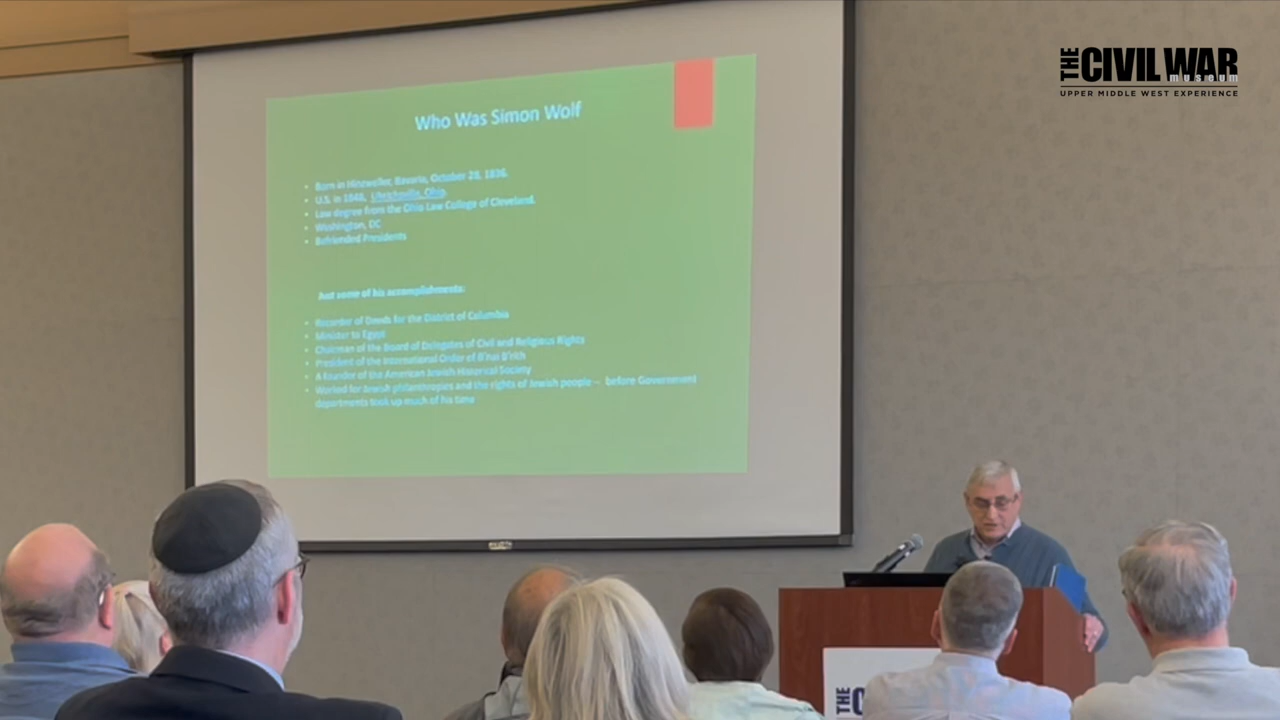 THE CIVIL WAR
museum
UPPER MIDDLE WEST EXPERIENCE
Who Was Simon Wolf
• Born in Hinzweiler, Bavaria, October 28, 1836.
• U.S. in 1848, Uhrichsville, Ohio.
• Law degree from the Ohio Law College of Cleveland.
• Washington, DC
• Befriended Presidents
Just some of his accomplishments:
• Recorder of Deeds for the District of Columbia
• Minister to Egypt
• Chairman of the Board of Delegates of Civil and Religious Rights
• President of the International Order of B'nai B'rith
• A Founder of the American Jewish Historical Society
• Worked for Jewish philanthropies and the rights of Jewish people – before Government
departments took up much of his time
THE C